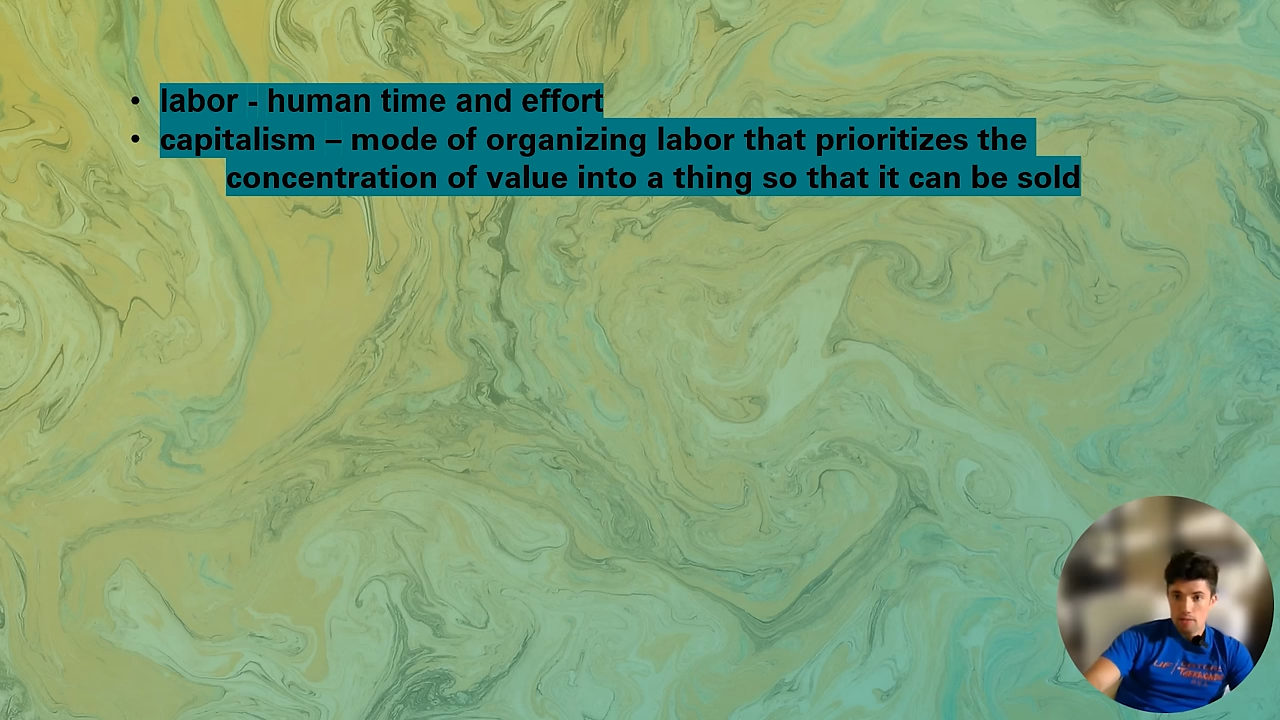 • labor - human time and effort
• capitalism – mode of organizing labor that prioritizes the
concentration of value into a thing so that it can be sold